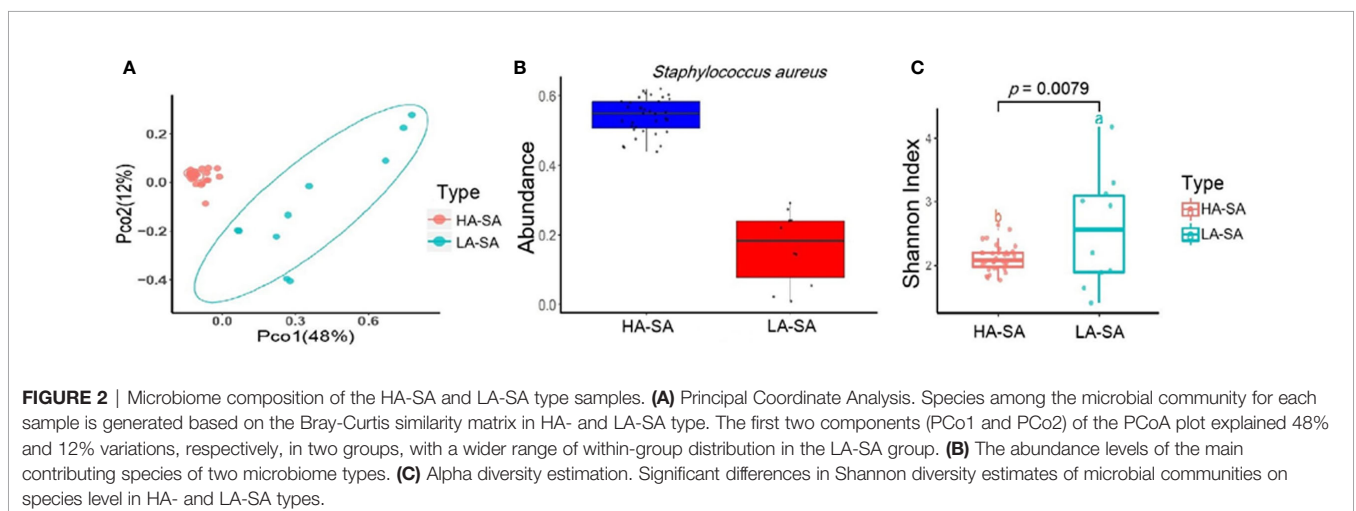 A
Pco2(12%)
0.2
0.0
−0.2
−0.4
0.0 0.3 0.6
Pco1(48%)
Type
HA-SA
LA-SA
B
Staphylococcus aureus
Abundance
0.6
0.4
0.2
0.0
HA-SA LA-SA
C
p = 0.0079
Shannon Index
4
3
2
a
b
HA-SA LA-SA
Type
HA-SA
LA-SA
FIGURE 2 | Microbiome composition of the HA-SA and LA-SA type samples. (A) Principal Coordinate Analysis. Species among the microbial community for each
sample is generated based on the Bray-Curtis similarity matrix in HA- and LA-SA type. The first two components (PCo1 and PCo2) of the PCoA plot explained 48%
and 12% variations, respectively, in two groups, with a wider range of within-group distribution in the LA-SA group. (B) The abundance levels of the main
contributing species of two microbiome types. (C) Alpha diversity estimation. Significant differences in Shannon diversity estimates of microbial communities on
species level in HA- and LA-SA types.